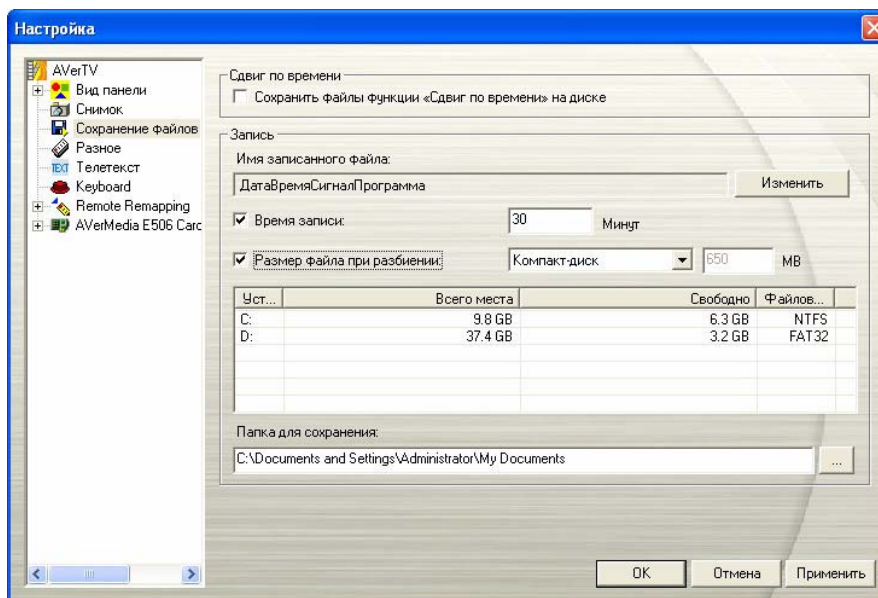 Настройка
AVerTV
Вид панели
Снимок
Сохранение файлов
Разное
TEXT Телетекст
Keyboard
Remote Remapping
AVerMedia E506 Carc
Сдвиг по времени
Сохранить файлы функции «Сдвиг по времени» на диске
Запись
Имя записанного файла:
ДатаВремяСигналПрограмма
Изменить
Время записи:
30
Минут
Размер файла при разбиении:
Компакт-диск
650
MB
Уст... Всего места Свободно Файлов...
C: 9.8 GB 6.3 GB NTFS
D: 37.4 GB 3.2 GB FAT32
Папка для сохранения:
C:\Documents and Settings\Administrator\My Documents
...
OK
Отмена
Применить